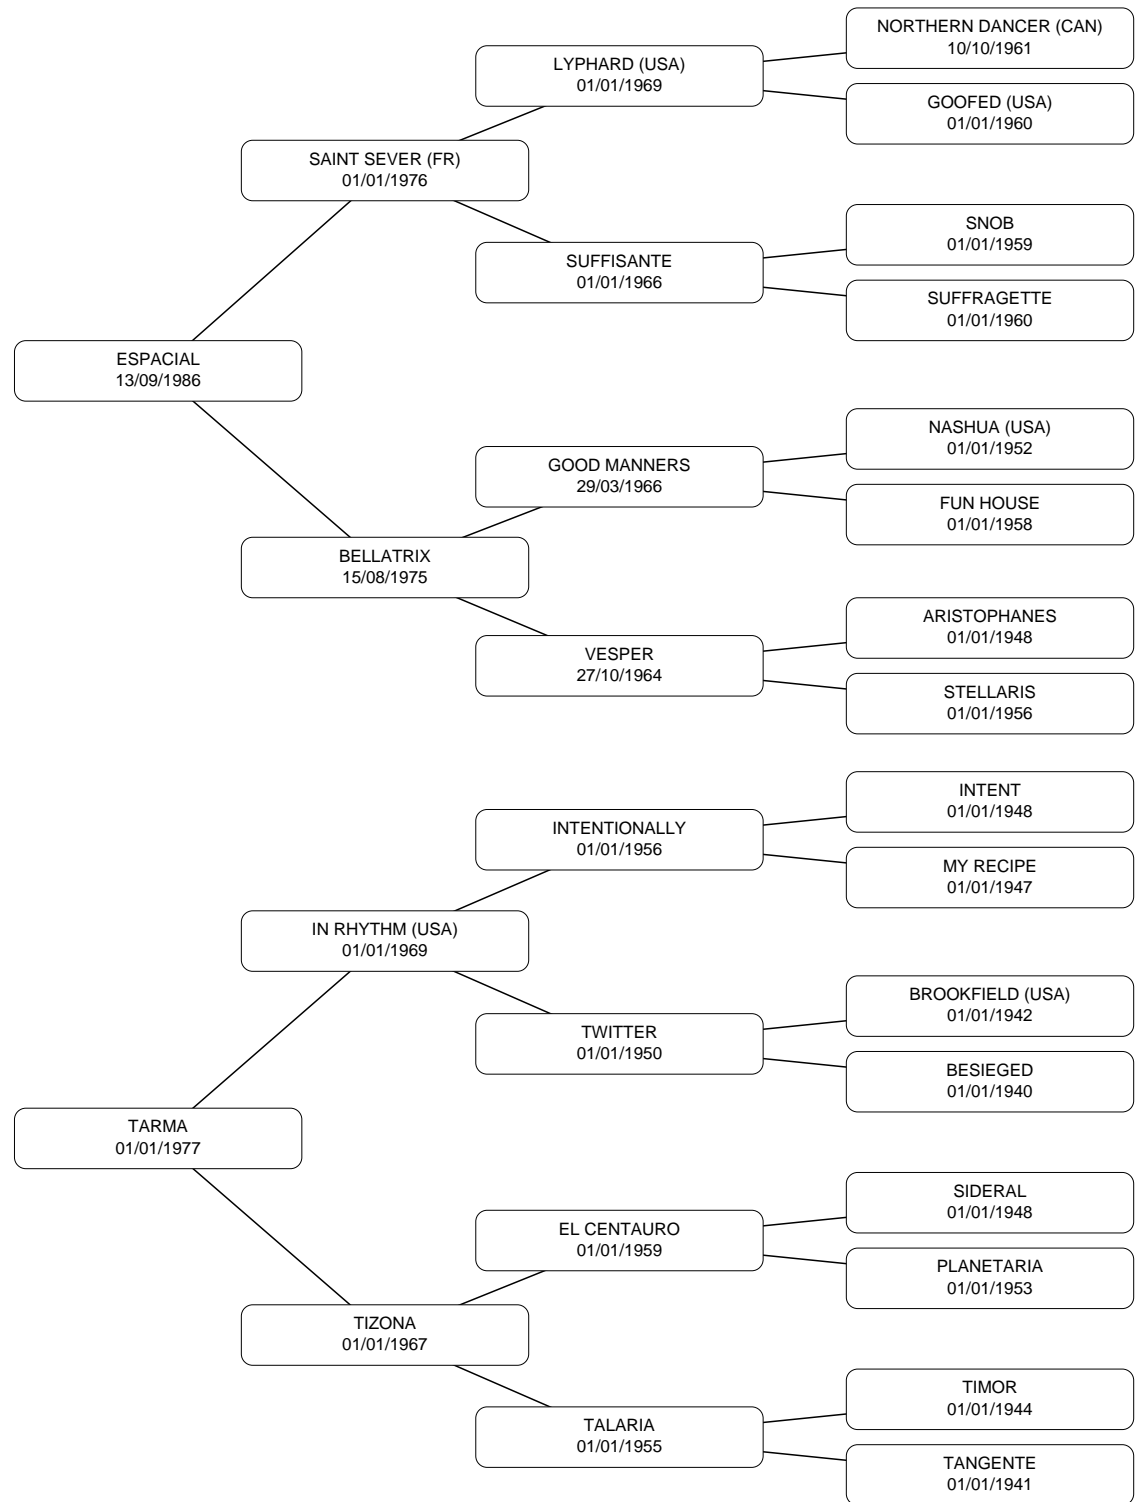 NORTHERN DANCER (CAN)
10/10/1961
LYPHARD (USA)
01/01/1969
GOOFED (USA)
01/01/1960
SAINT SEVER (FR)
01/01/1976
SNOB
01/01/1959
SUFFISANTE
01/01/1966
SUFFRAGETTE
01/01/1960
ESPACIAL
13/09/1986
NASHUA (USA)
01/01/1952
GOOD MANNERS
29/03/1966
FUN HOUSE
01/01/1958
BELLATRIX
15/08/1975
ARISTOPHANES
01/01/1948
VESPER
27/10/1964
STELLARIS
01/01/1956
INTENT
01/01/1948
INTENTIONALLY
01/01/1956
MY RECIPE
01/01/1947
IN RHYTHM (USA)
01/01/1969
BROOKFIELD (USA)
01/01/1942
TWITTER
01/01/1950
BESIEGED
01/01/1940
TARMA
01/01/1977
SIDERAL
01/01/1948
EL CENTAURO
01/01/1959
PLANETARIA
01/01/1953
TIZONA
01/01/1967
TIMOR
01/01/1944
TALARIA
01/01/1955
TANGENTE
01/01/1941